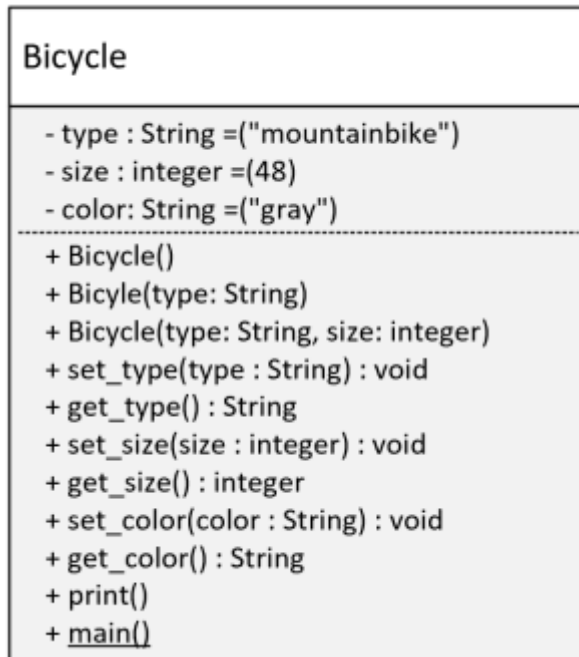 Bicycle
- type : String =("mountainbike")
- size : integer =(48)
- color: String =("gray")
+ Bicycle()
+ Bicyle(type: String)
+ Bicycle(type: String, size: integer)
+ set_type(type : String) : void
+ get_type() : String
+ set_size(size : integer) : void
+ get_size() : integer
+ set_color(color : String) : void
+ get_color() : String
+ print()
+ main()